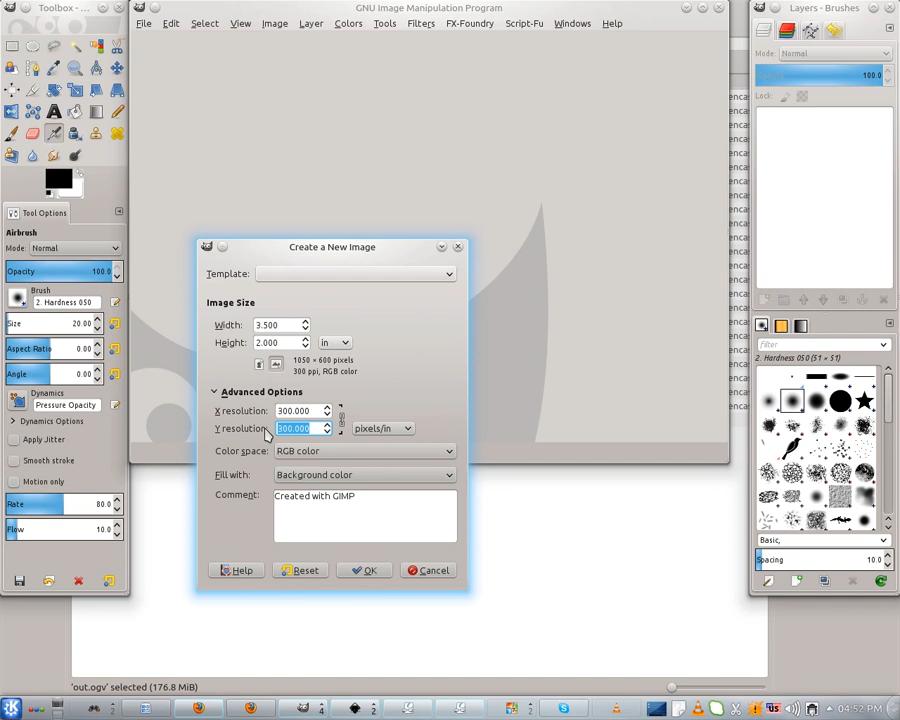 Toolbox - ...
GNU Image Manipulation Program
Layers - Brushes
File Edit Select View Image Layer Colors Tools Filters FX-Foundry Script-Fu Windows Help
Mode: Normal
100.0
Lock:
Tool Options
Airbrush
Mode: Normal
Opacity 100.0
Brush
2. Hardness 050
Size 20.00
Aspect Ratio 0.00
Angle 0.00
Dynamics
Pressure Opacity
Dynamics Options
Apply Jitter
Smooth stroke
Motion only
Rate 80.0
Flow 10.0
Create a New Image
Template:
Image Size
Width: 3.500
Height: 2.000 in
1050 × 600 pixels
300 ppi, RGB color
Advanced Options
X resolution: 300.000
Y resolution: 300.000 pixels/in
Color space: RGB color
Fill with: Background color
Comment: Created with GIMP
Help Reset OK Cancel
filter
2. Hardness 050 (51 × 51)
Basic,
Spacing 10.0
'out.ogv' selected (176.8 MiB)
2 4 2 2 us 04:52 PM